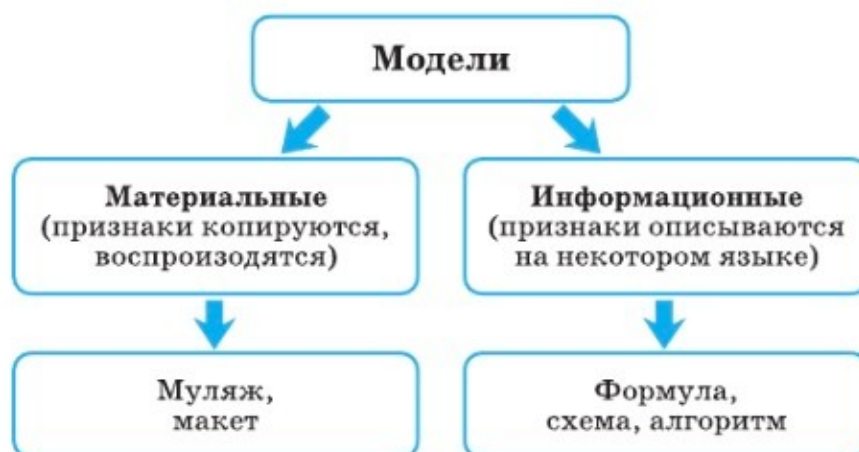 Модели
Материальные
(признаки копируются,
воспроизодятся)
Информационные
(признаки описываются
на некотором языке)
Муляж,
макет
Формула,
схема, алгоритм